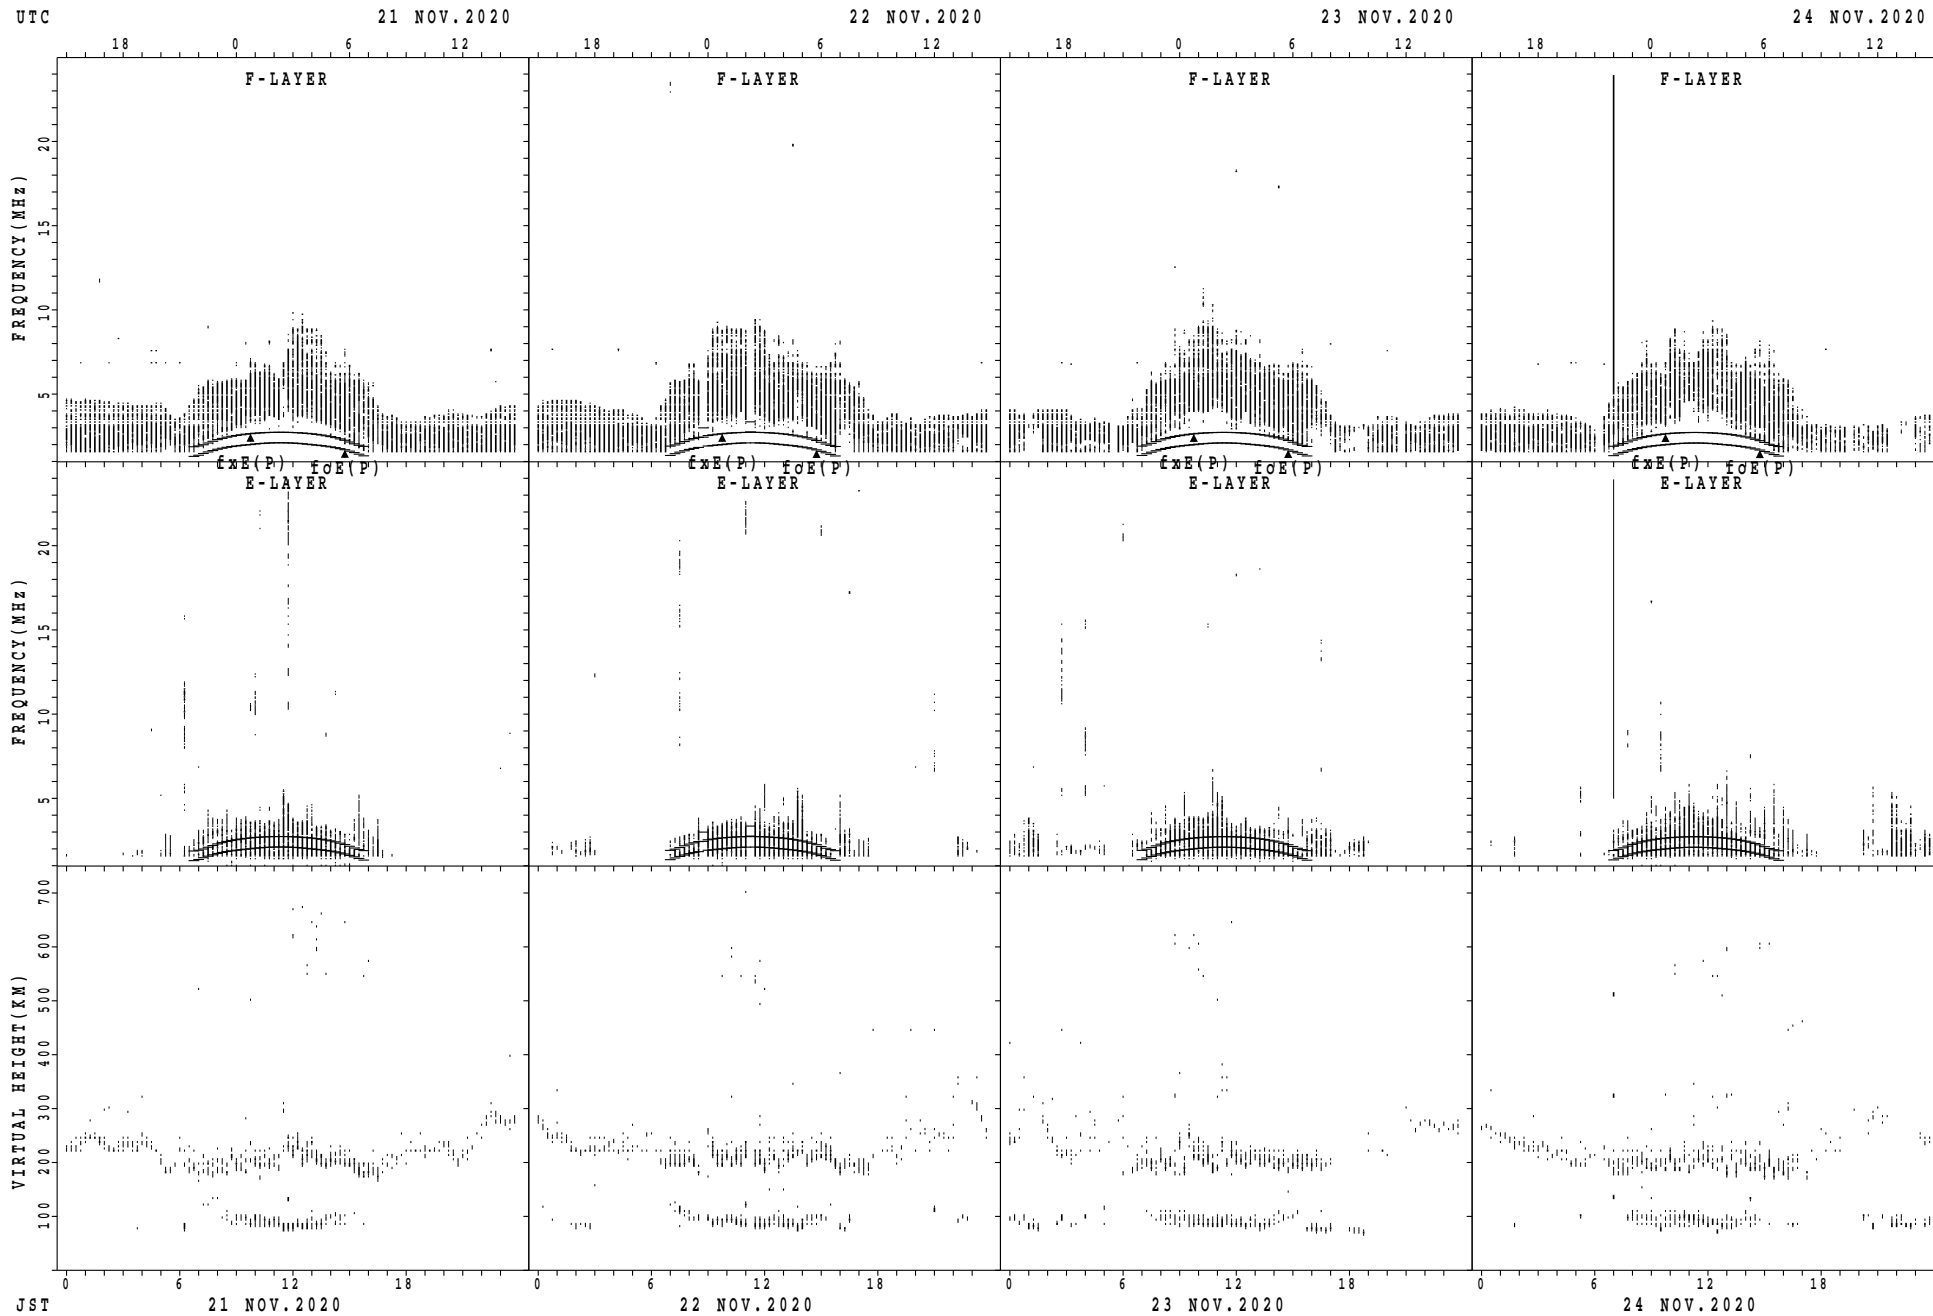 UTC 21 NOV.2020 22 NOV.2020 23 NOV.2020 24 NOV.2020
18 0 6 12 18 0 6 12 18 0 6 12 18 0 6 12
F-LAYER F-LAYER F-LAYER F-LAYER
FREQUENCY(MHz)
20
15
10
5
fxE(P) foE(P) fxE(P) foE(P) fxE(P) foE(P) fxE(P) foE(P)
E-LAYER E-LAYER E-LAYER E-LAYER
FREQUENCY(MHz)
20
15
10
5
VIRTUAL HEIGHT(KM)
700
600
500
400
300
200
100
0 6 12 18 0 6 12 18 0 6 12 18 0 6 12 18
JST 21 NOV.2020 22 NOV.2020 23 NOV.2020 24 NOV.2020